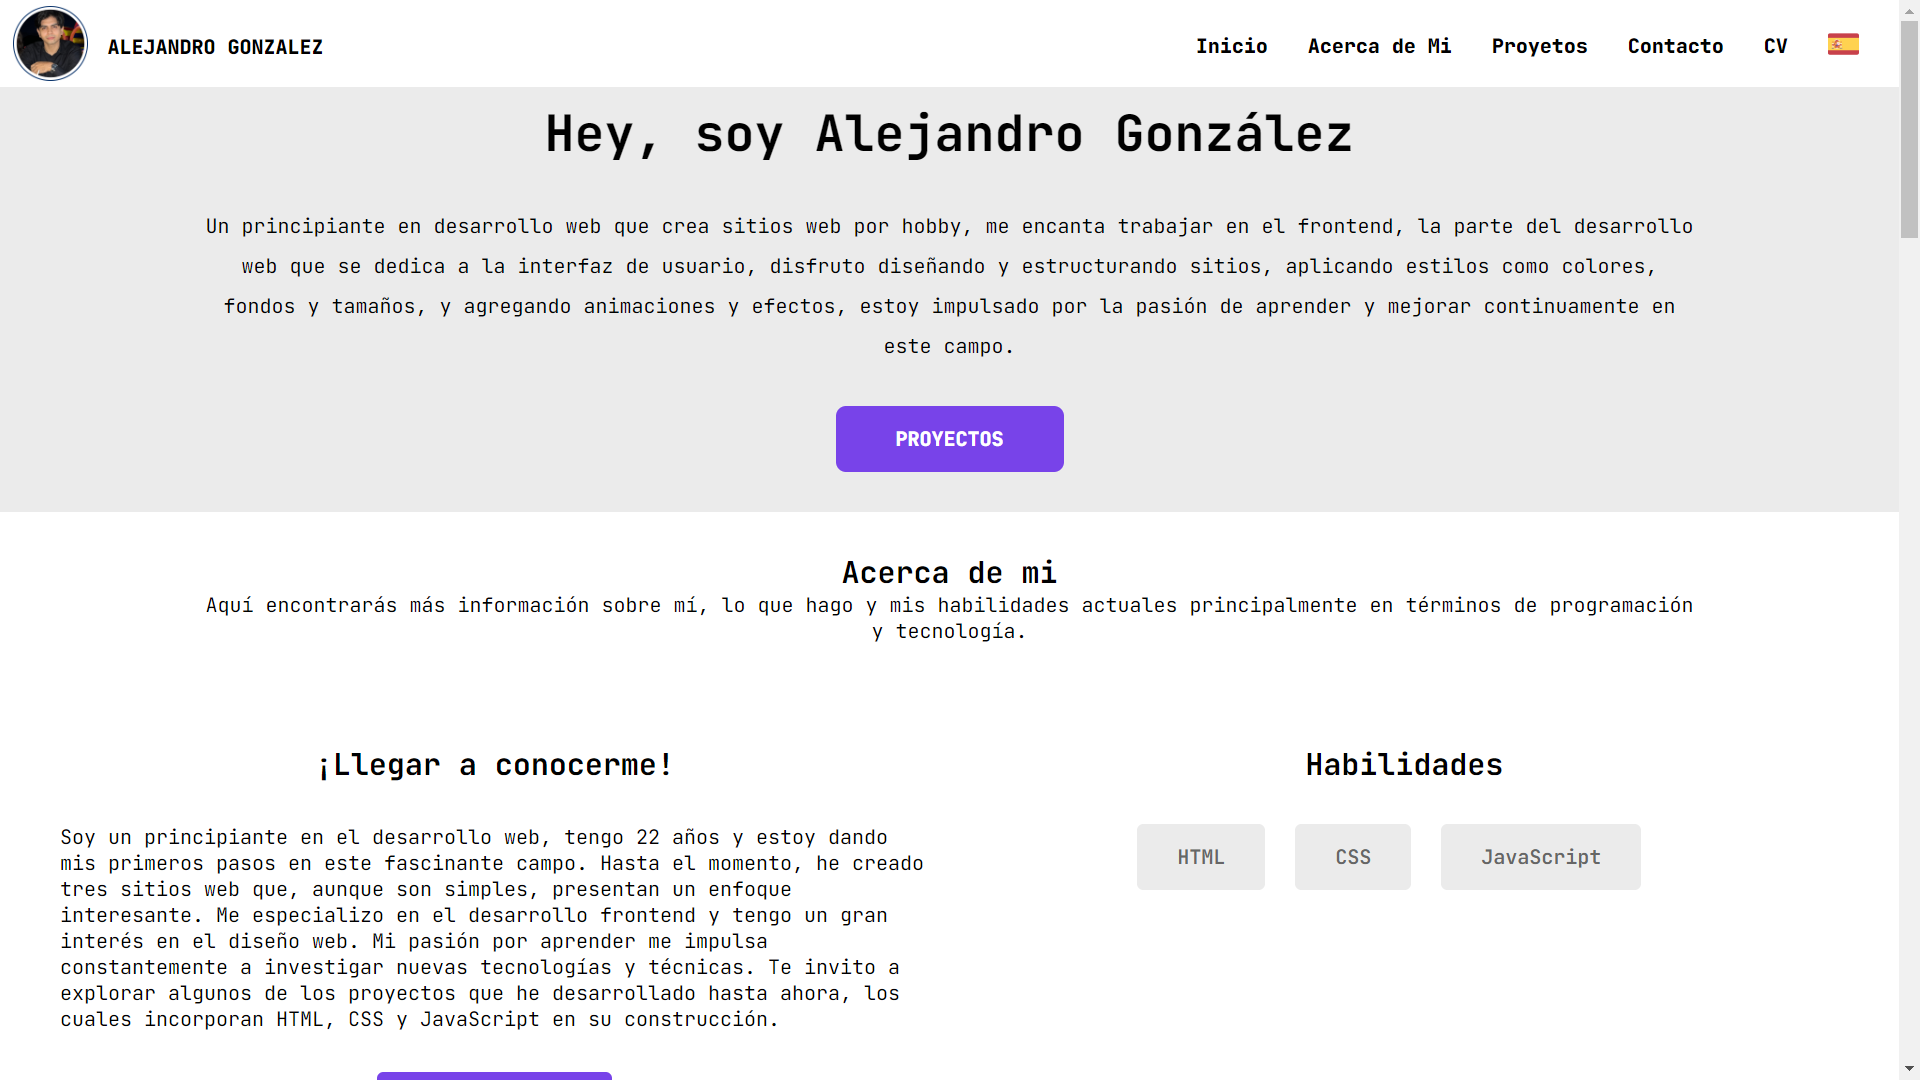 ALEJANDRO GONZALEZ
Inicio Acerca de Mi Proyetos Contacto CV
Hey, soy Alejandro González
Un principiante en desarrollo web que crea sitios web por hobby, me encanta trabajar en el frontend, la parte del desarrollo
web que se dedica a la interfaz de usuario, disfruto diseñando y estructurando sitios, aplicando estilos como colores,
fondos y tamaños, y agregando animaciones y efectos, estoy impulsado por la pasión de aprender y mejorar continuamente en
este campo.
PROYECTOS
Acerca de mi
Aquí encontrarás más información sobre mí, lo que hago y mis habilidades actuales principalmente en términos de programación
y tecnología.
¡Llegar a conocerme!
Soy un principiante en el desarrollo web, tengo 22 años y estoy dando
mis primeros pasos en este fascinante campo. Hasta el momento, he creado
tres sitios web que, aunque son simples, presentan un enfoque
interesante. Me especializo en el desarrollo frontend y tengo un gran
interés en el diseño web. Mi pasión por aprender me impulsa
constantemente a investigar nuevas tecnologías y técnicas. Te invito a
explorar algunos de los proyectos que he desarrollado hasta ahora, los
cuales incorporan HTML, CSS y JavaScript en su construcción.
Habilidades
HTML CSS JavaScript